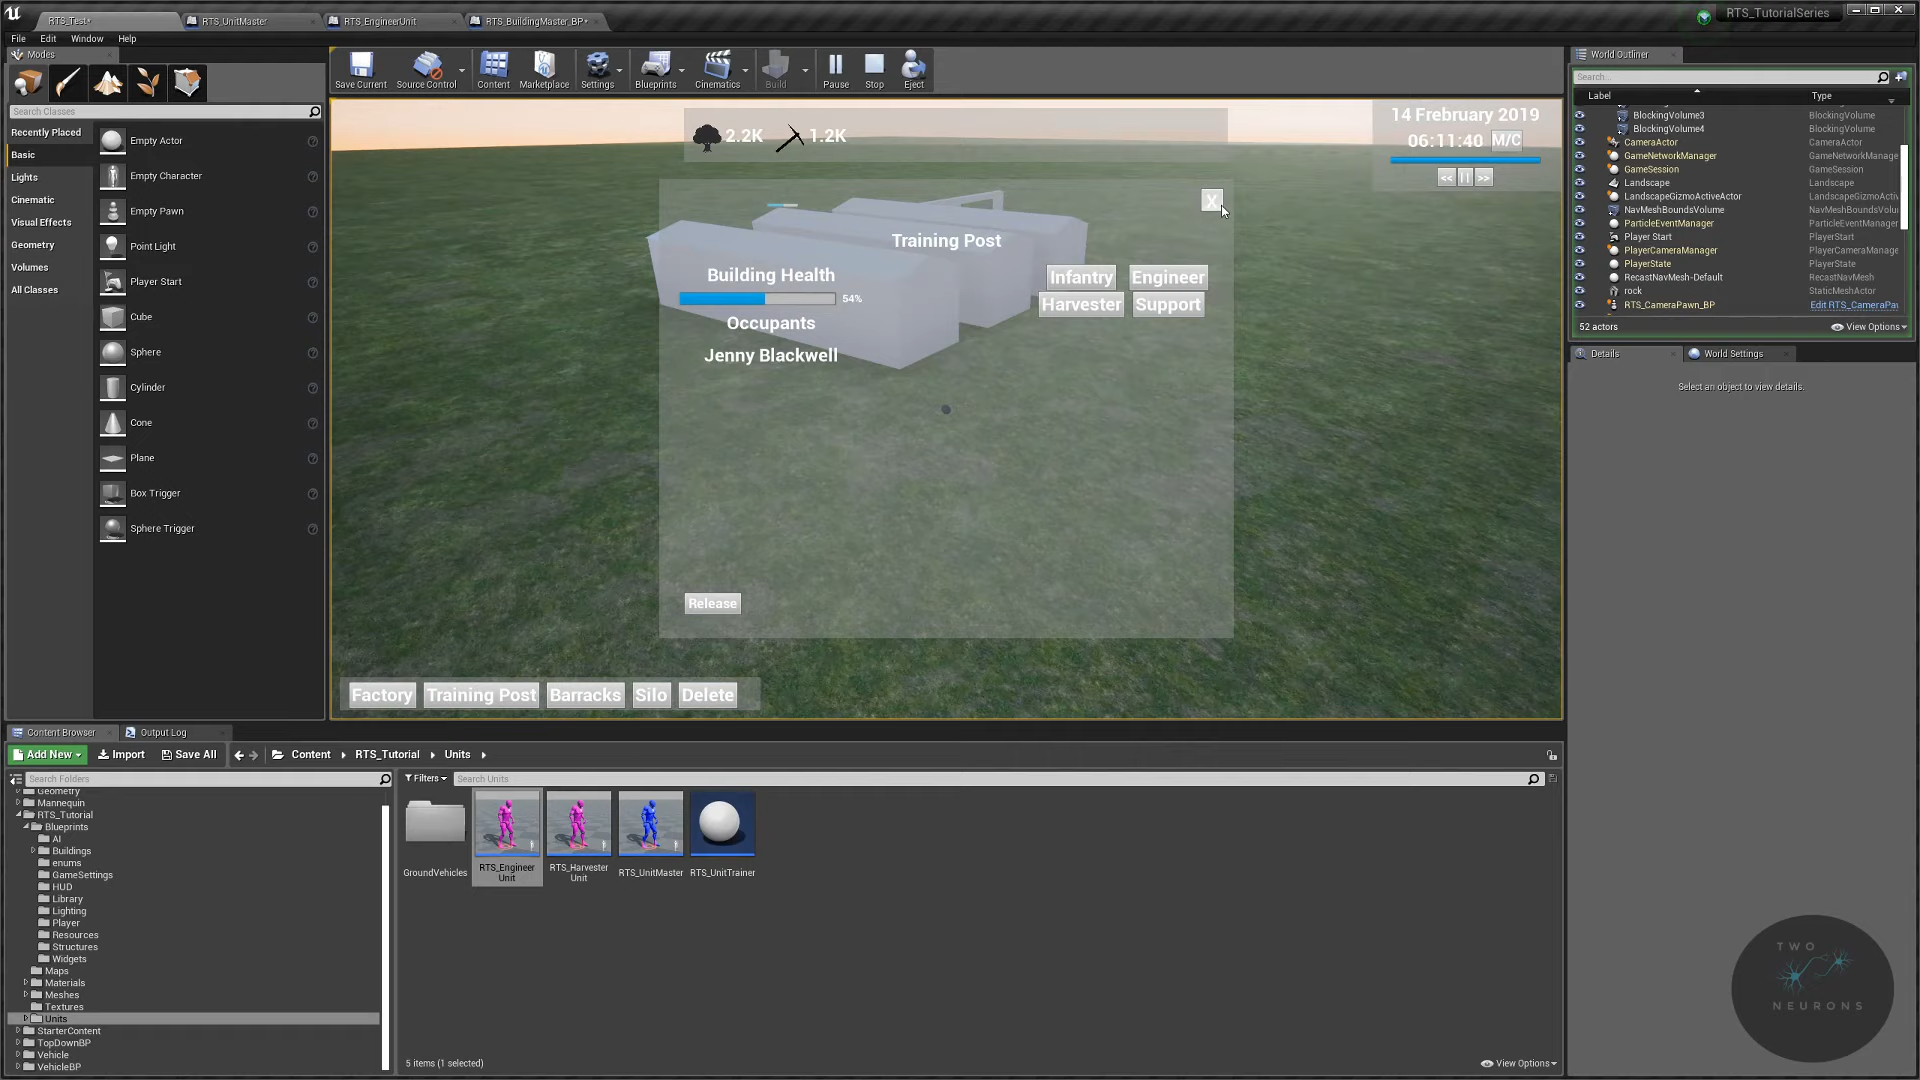 RTS_Test*
RTS_UnitMaster
RTS_EngineerUnit
RTS_BuildingMaster_BP*
RTS_TutorialSeries
File Edit Window Help
Modes
Search Classes
Recently Placed
Basic
Lights
Cinematic
Visual Effects
Geometry
Volumes
All Classes
Empty Actor
Empty Character
Empty Pawn
Point Light
Player Start
Cube
Sphere
Cylinder
Cone
Plane
Box Trigger
Sphere Trigger
Save Current
Source Control
Content
Marketplace
Settings
Blueprints
Cinematics
Build
Pause
Stop
Eject
2.2K
1.2K
14 Frebruary 2019
06:11:40 M/C
<< || >>
X
Training Post
Building Health
54%
Occupants
Jenny Blackwell
Infantry Engineer
Harvester Support
Release
Factory Training Post Barracks Silo Delete
World Outliner
Search...
Label Type
BlockingVolume3 BlockingVolume
BlockingVolume4 BlockingVolume
CameraActor CameraActor
GameNetworkManager GameNetworkManage
GameSession GameSession
Landscape Landscape
LandscapeGizmoActiveActor LandscapeGizmoActiv
NavMeshBoundsVolume NavMeshBoundsVolu
ParticleEventManager ParticleEventManager
Player Start PlayerStart
PlayerCameraManager PlayerCameraManage
PlayerState PlayerState
RecastNavMesh-Default RecastNavMesh
rock StaticMeshActor
RTS_CameraPawn_BP Edit RTS_CameraPa
52 actors
View Options
Details
World Settings
Select an object to view details.
Content Browser
Output Log
Add New
Import
Save All
Content
RTS_Tutorial
Units
Search Folders
Filters
Search Units
Geometry
Mannequin
RTS_Tutorial
Blueprints
AI
Buildings
enums
GameSettings
HUD
Library
Lighting
Player
Resources
Structures
Widgets
Maps
Materials
Meshes
Textures
Units
StarterContent
TopDownBP
Vehicle
VehicleBP
GroundVehicles
RTS_Engineer
Unit
RTS_Harvester
Unit
RTS_UnitMaster
RTS_UnitTrainer
5 items (1 selected)
View Options
TWO
NEURONS